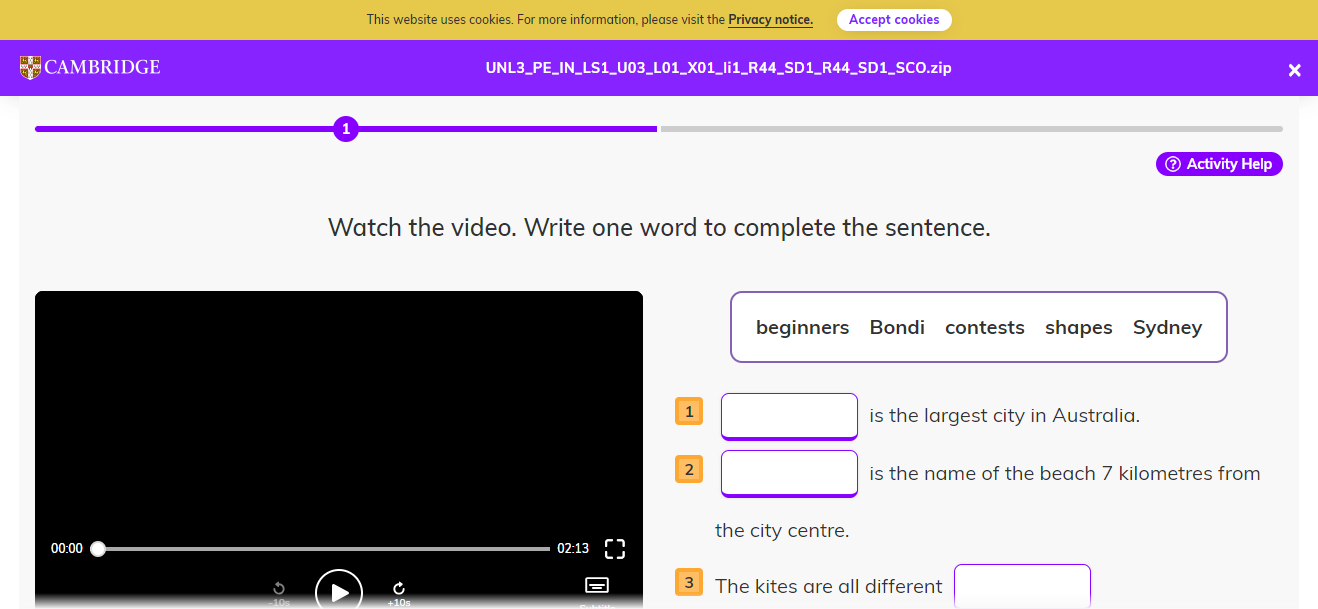 This website uses cookies. For more information, please visit the Privacy notice.
Accept cookies
CAMBRIDGE
UNL3_PE_IN_LS1_U03_L01_X01_Ii1_R44_SD1_R44_SD1_SCO.zip
1
Activity Help
Watch the video. Write one word to complete the sentence.
beginners Bondi contests shapes Sydney
1 is the largest city in Australia.
2 is the name of the beach 7 kilometres from
the city centre.
00:00 02:13
3 The kites are all different
-10s +10s